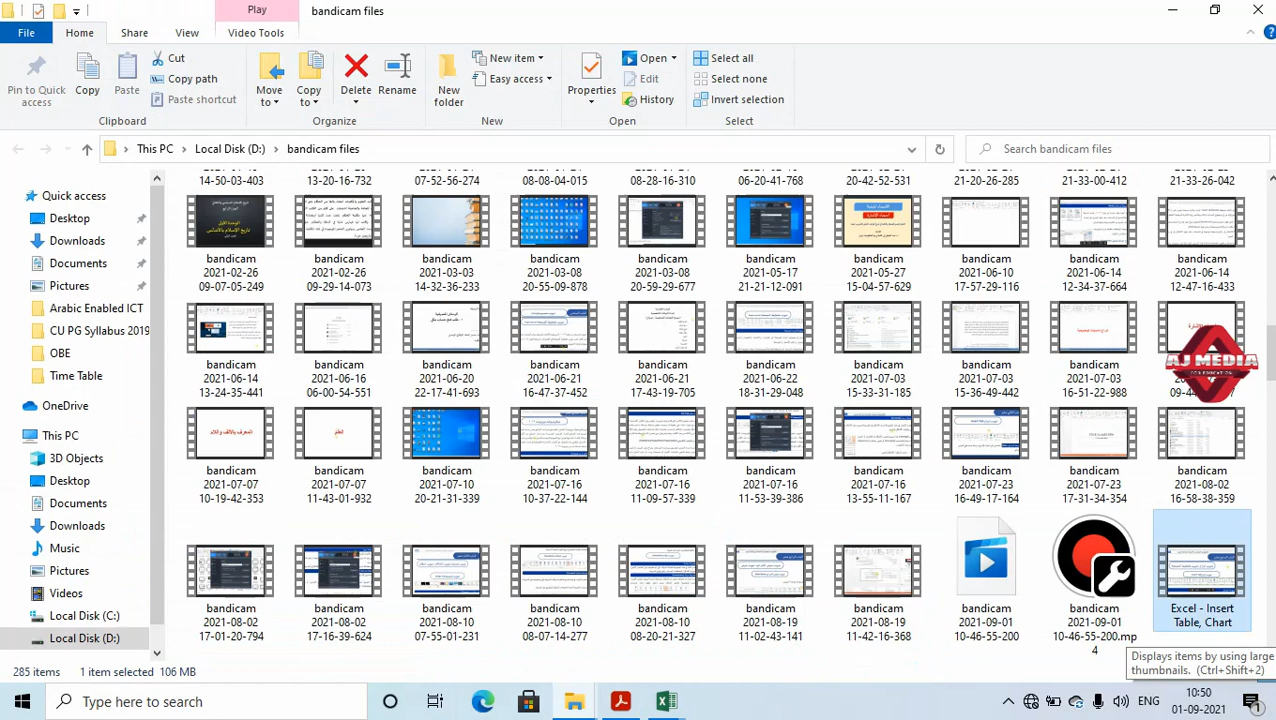 Play
bandicam files
File
Home
Share
View
Video Tools
Pin to Quick access
Copy
Paste
Cut
Copy path
Paste shortcut
Move to
Copy to
Delete
Rename
New folder
New item
Easy access
Properties
Open
Edit
History
Select all
Select none
Invert selection
Clipboard
Organize
New
Open
Select
This PC
Local Disk (D:)
bandicam files
Search bandicam files
14-50-03-403
13-20-16-732
07-52-56-274
08-08-04-015
08-28-16-310
06-20-41-768
20-42-52-531
21-20-26-285
21-33-00-412
21-33-26-042
Quick access
Desktop
Downloads
Documents
Pictures
Arabic Enabled ICT
CU PG Syllabus 2019
OBE
Time Table
OneDrive
This PC
3D Objects
Desktop
Documents
Downloads
Music
Pictures
Videos
Local Disk (C:)
Local Disk (D:)
bandicam 2021-02-26 09-07-05-249
bandicam 2021-02-26 09-29-14-073
bandicam 2021-03-03 14-32-36-233
bandicam 2021-03-08 20-55-09-878
bandicam 2021-03-08 20-59-29-677
bandicam 2021-05-17 21-21-12-091
bandicam 2021-05-27 15-04-57-629
bandicam 2021-06-10 17-57-29-116
bandicam 2021-06-14 12-34-37-664
bandicam 2021-06-14 12-47-16-433
bandicam 2021-06-14 13-24-35-441
bandicam 2021-06-16 06-00-54-551
bandicam 2021-06-20 22-17-41-693
bandicam 2021-06-21 16-47-37-452
bandicam 2021-06-21 17-43-19-705
bandicam 2021-06-22 18-31-29-048
bandicam 2021-07-03 15-33-31-185
bandicam 2021-07-03 15-36-49-442
bandicam 2021-07-03 16-51-22-988
AJ MEDIA
FOR EDUCATION
bandicam 2021-07-07 10-19-42-353
bandicam 2021-07-07 11-43-01-932
bandicam 2021-07-10 20-21-31-339
bandicam 2021-07-16 10-37-22-144
bandicam 2021-07-16 11-09-57-339
bandicam 2021-07-16 11-53-39-386
bandicam 2021-07-16 13-55-11-167
bandicam 2021-07-23 16-49-17-164
bandicam 2021-07-23 17-31-34-354
bandicam 2021-08-02 16-58-38-359
bandicam 2021-08-02 17-01-20-794
bandicam 2021-08-02 17-16-39-624
bandicam 2021-08-10 07-55-01-231
bandicam 2021-08-10 08-07-14-277
bandicam 2021-08-10 08-20-21-327
bandicam 2021-08-19 11-02-43-141
bandicam 2021-08-19 11-42-16-368
bandicam 2021-09-01 10-46-55-200
bandicam 2021-09-01 10-46-55-200.mp4
Excel - Insert Table, Chart
Displays items by using large thumbnails. (Ctrl+Shift+2)
285 items
1 item selected 106 MB
Type here to search
ENG
10:50
01-09-2021